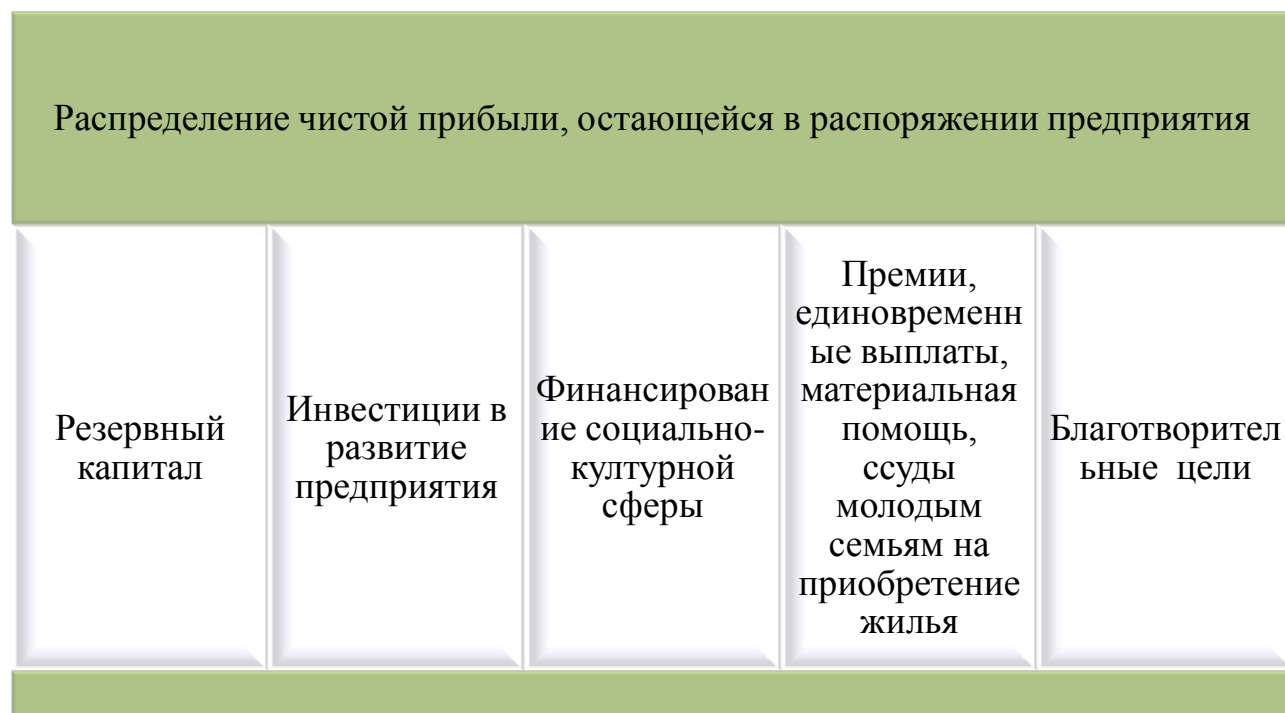 Распределение чистой прибыли, остающейся в распоряжении предприятия
Резервный
капитал
Инвестиции в
развитие
предприятия
Финансирован
ие социально-
културной
сферы
Премии,
единовременн
ые выплаты,
материальная
помощь,
ссуды
молодым
семьям на
приобретение
жилья
Благотворител
ьные цели